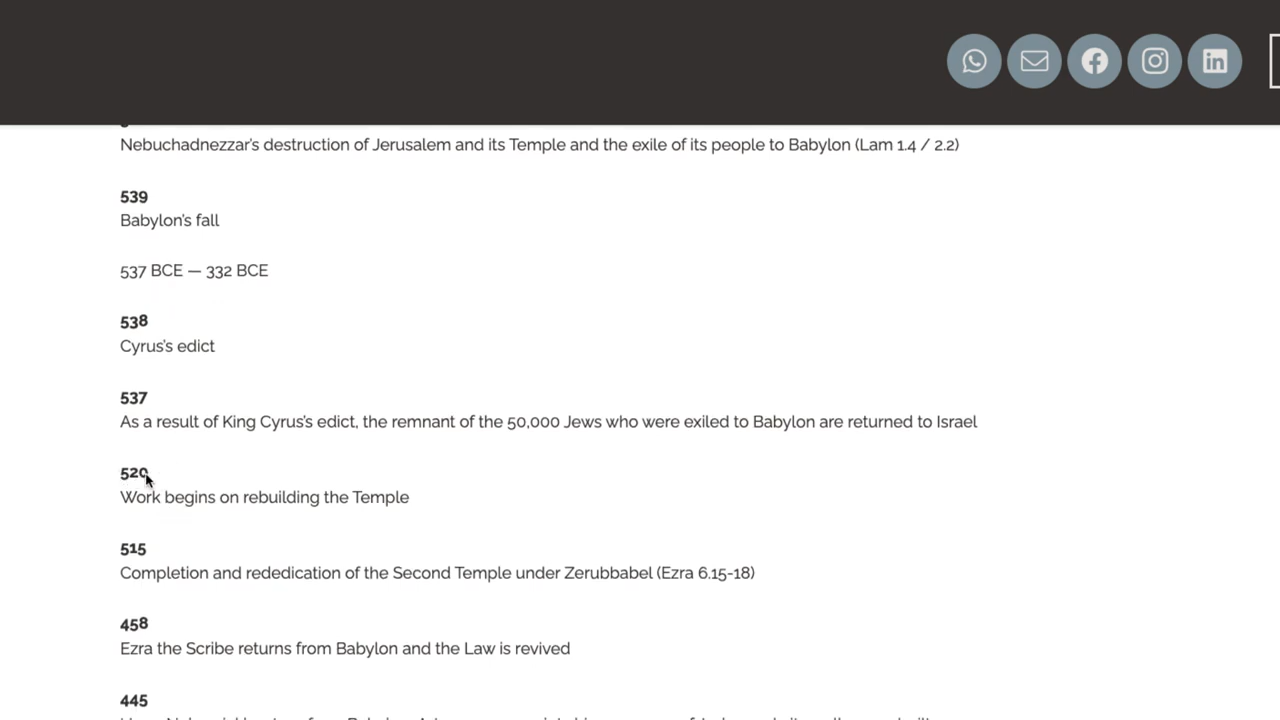 Nebuchadnezzar's destruction of Jerusalem and its Temple and the exile of its people to Babylon (Lam 1.4 / 2.2)
539
Babylon's fall
537 BCE — 332 BCE
538
Cyrus's edict
537
As a result of King Cyrus's edict, the remnant of the 50,000 Jews who were exiled to Babylon are returned to Israel
520
Work begins on rebuilding the Temple
515
Completion and rededication of the Second Temple under Zerubbabel (Ezra 6.15-18)
458
Ezra the Scribe returns from Babylon and the Law is revived
445